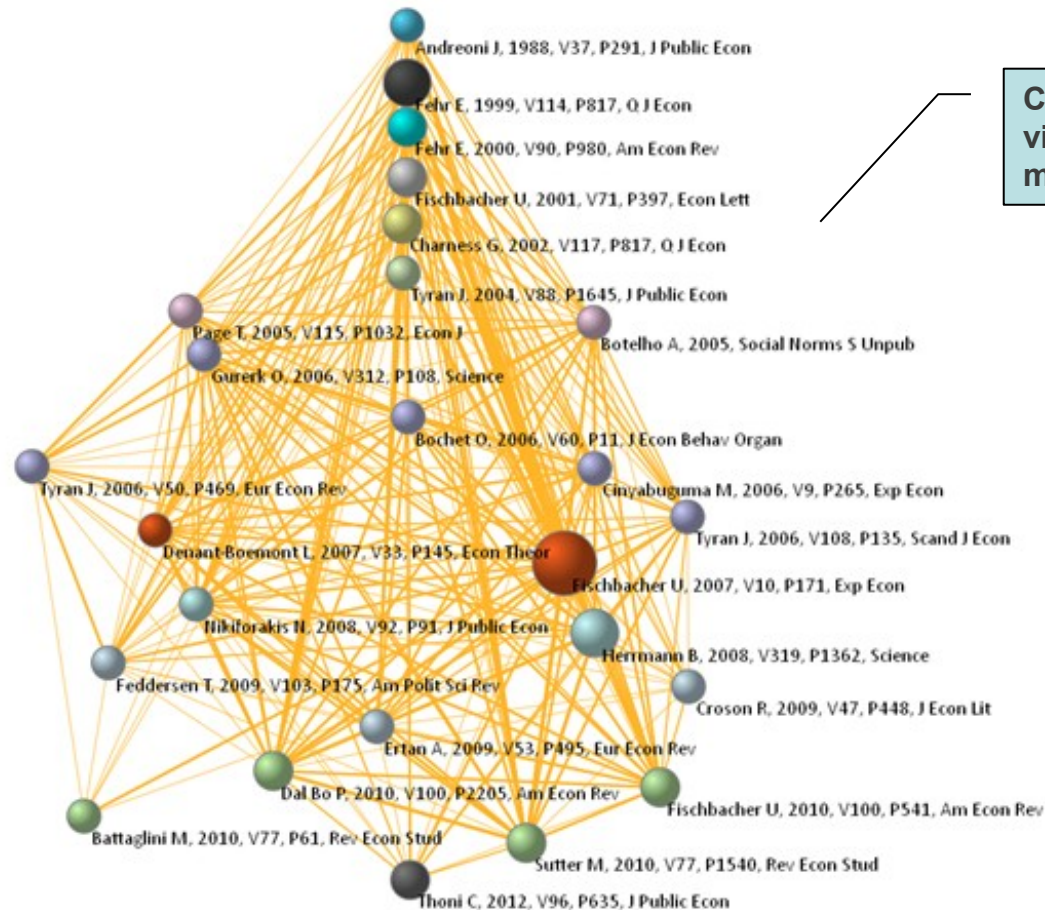 Andreoni J, 1988, V37, P291, J Public Econ
Fehr E, 1999, V114, P817, Q J Econ
Fehr E, 2000, V90, P980, Am Econ Rev
Fischbacher U, 2001, V71, P397, Econ Lett
Charness G, 2002, V117, P817, Q J Econ
Tyran J, 2004, V88, P1645, J Public Econ
Page T, 2005, V115, P1032, Econ J
Botelho A, 2005, Social Norms S Unpub
Gurerk O, 2006, V312, P108, Science
Bochet O, 2006, V60, P11, J Econ Behav Organ
Tyran J, 2006, V50, P469, Eur Econ Rev
Cinyabuguma M, 2006, V9, P265, Exp Econ
Tyran J, 2006, V108, P135, Scand J Econ
Denant-Boemont L, 2007, V33, P145, Econ Theor
Fischbacher U, 2007, V10, P171, Exp Econ
Nikiforakis N, 2008, V92, P91, J Public Econ
Herrmann B, 2008, V319, P1362, Science
Feddersen T, 2009, V103, P175, Am Polit Sci Rev
Croson R, 2009, V47, P448, J Econ Lit
Ertan A, 2009, V53, P495, Eur Econ Rev
Dal Bo P, 2010, V100, P2205, Am Econ Rev
Fischbacher U, 2010, V100, P541, Am Econ Rev
Battaglini M, 2010, V77, P61, Rev Econ Stud
Sutter M, 2010, V77, P1540, Rev Econ Stud
Thoni C, 2012, V96, P635, J Public Econ